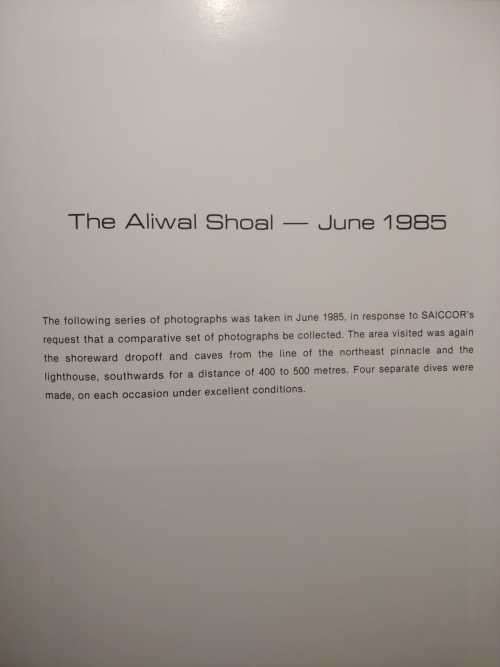 The Aliwal Shoal — June 1985
The following series of photographs was taken in June 1985, in response to SAICCOR's
request that a comparative set of photographs be collected. The area visited was again
the shoreward dropoff and caves from the line of the northeast pinnacle and the
lighthouse, southwards for a distance of 400 to 500 metres. Four separate dives were
made, on each occasion under excellent conditions.